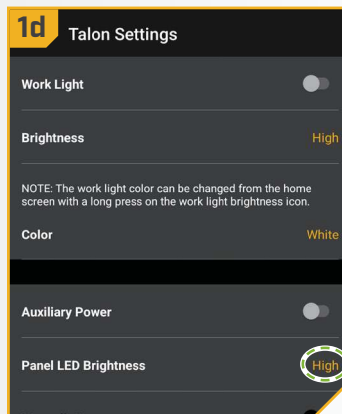 1d Talon Settings
Work Light
Brightness High
NOTE: The work light color can be changed from the home
screen with a long press on the work light brightness icon.
Color White
Auxiliary Power
Panel LED Brightness High